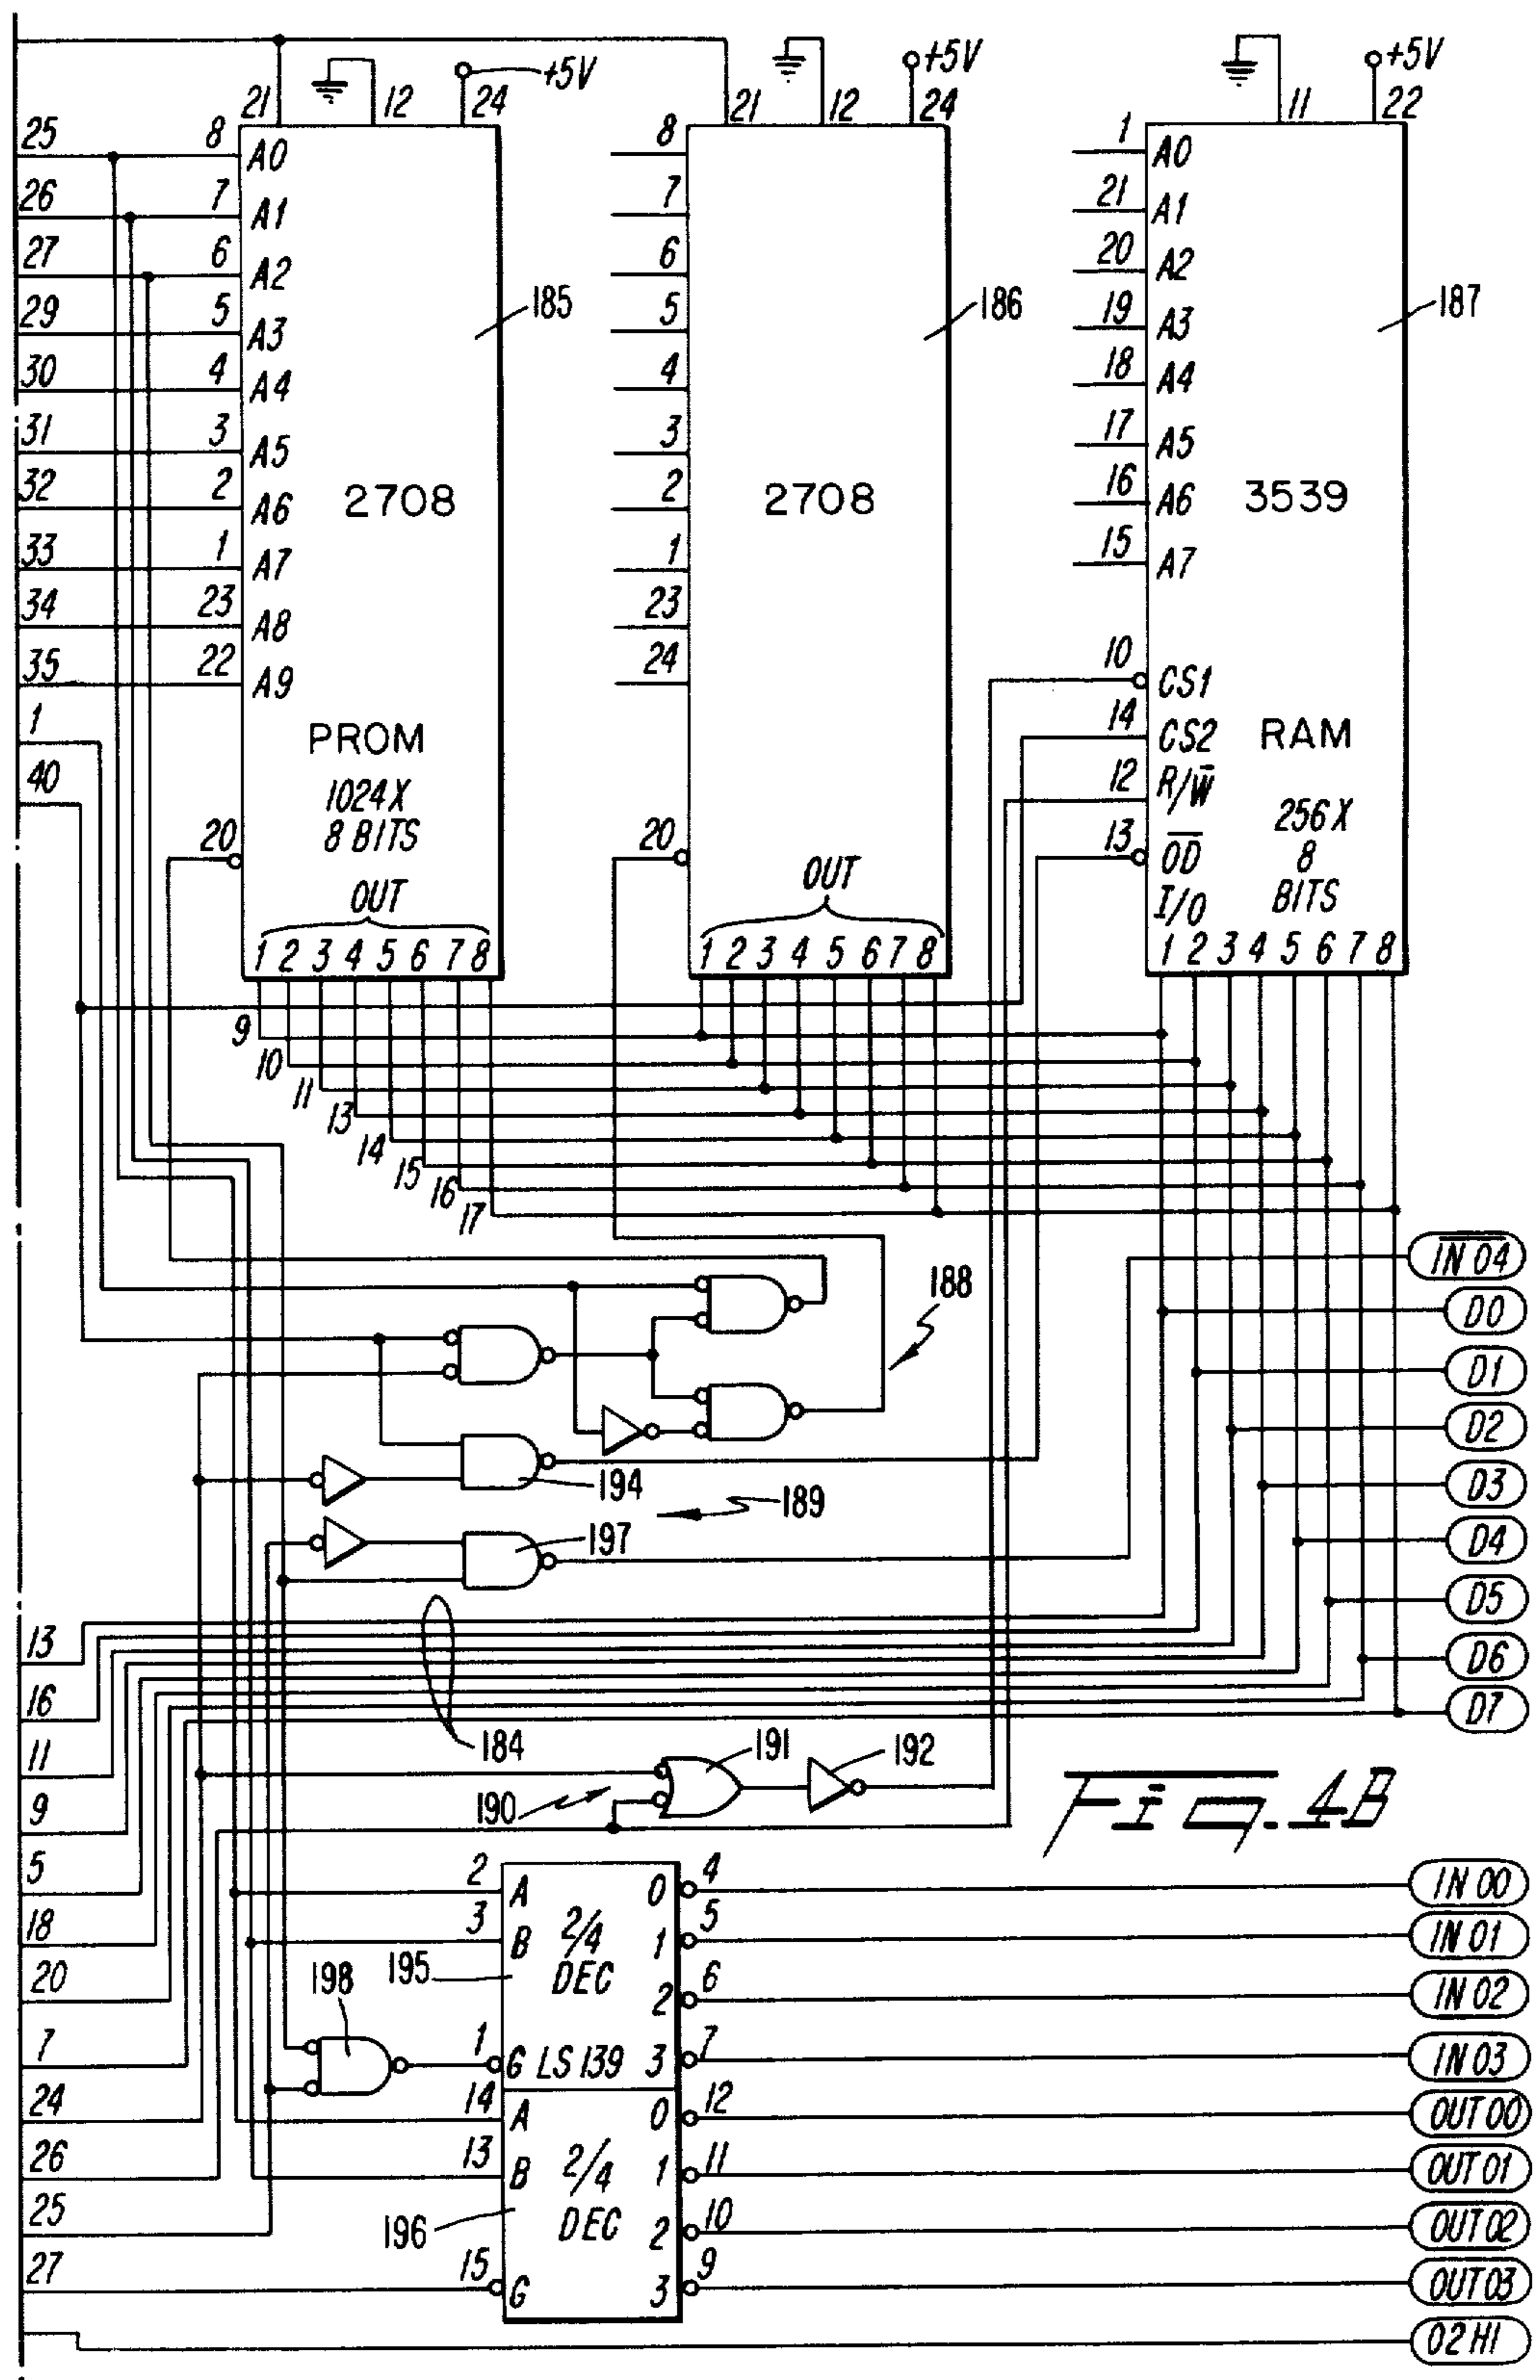 +5V +5V +5V
21 12 24 21 12 24 11 22
25 8 A0 8 1 A0
26 7 A1 7 21 A1
27 6 A2 6 20 A2
29 5 A3 185 5 186 19 A3 187
30 4 A4 4 18 A4
31 3 A5 3 17 A5
32 2 A6 2708 2 2708 16 A6 3539
33 1 A7 1 15 A7
34 23 A8 23
35 22 A9 24 10 CS1
1 PROM 14 CS2 RAM
40 1024X 12 R/W̅ 256X
20 8 BITS 20 13 O̅D̅ 8
OUT OUT I/O BITS
1 2 3 4 5 6 7 8 1 2 3 4 5 6 7 8 1 2 3 4 5 6 7 8
9
10
11
13
14
15
16
17
I̅N̅ 0̅4̅
188 D0
D1
D2
194 189 D3
197 D4
D5
13 D6
16 D7
184
11 191 192
9 190 Fig. 4B
5 2 A 0 4 IN 00
18 3 B 2/4 1 5 IN 01
20 198 195 DEC 2 6 IN 02
7 1 G LS 139 3 7 IN 03
24 14 A 0 12 OUT 00
26 13 B 2/4 1 11 OUT 01
25 196 DEC 2 10 OUT 02
27 15 G 3 9 OUT 03
02 HI